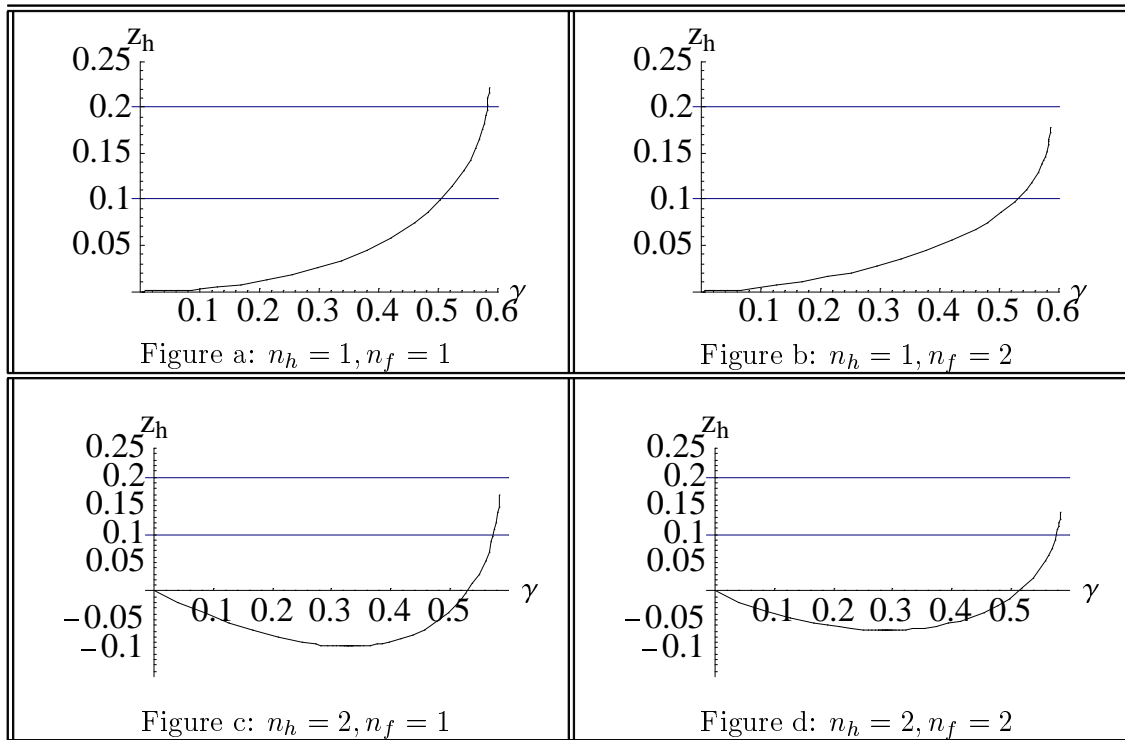 z_h
0.25
0.2
0.15
0.1
0.05
0.1 0.2 0.3 0.4 0.5 0.6
γ
Figure a: n_h = 1, n_f = 1
z_h
0.25
0.2
0.15
0.1
0.05
0.1 0.2 0.3 0.4 0.5 0.6
γ
Figure b: n_h = 1, n_f = 2
z_h
0.25
0.2
0.15
0.1
0.05
−0.05
−0.1
0.1 0.2 0.3 0.4 0.5
γ
Figure c: n_h = 2, n_f = 1
z_h
0.25
0.2
0.15
0.1
0.05
−0.05
−0.1
0.1 0.2 0.3 0.4 0.5
γ
Figure d: n_h = 2, n_f = 2